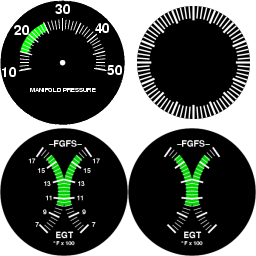 30
20 40
10 50
MANIFOLD PRESSURE
-FGFS-
17 17
15 15
13 13
11 11
9 9
7 7
EGT
°F x 100
-FGFS-
EGT
°F x 100